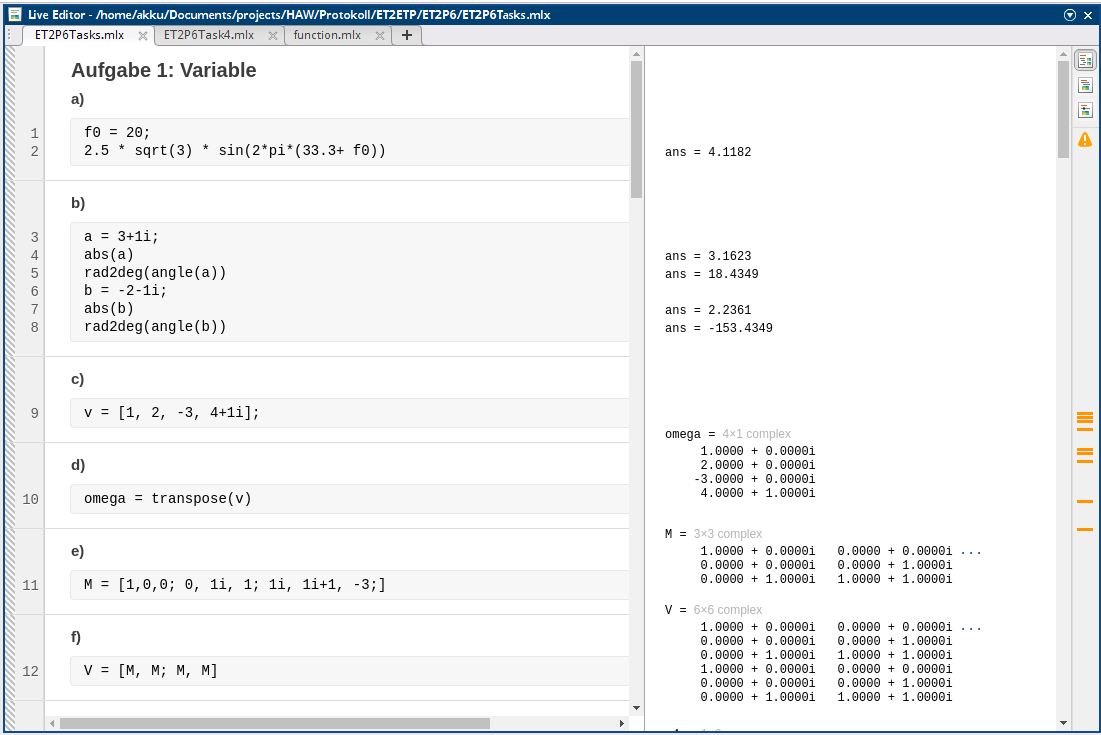 Live Editor - /home/akku/Documents/projects/HAW/Protokoll/ET2ETP/ET2P6/ET2P6Tasks.mlx
ET2P6Tasks.mlx ET2P6Task4.mlx function.mlx
Aufgabe 1: Variable
a)
1 f0 = 20;
2 2.5 * sqrt(3) * sin(2*pi*(33.3+ f0))
ans = 4.1182
b)
3 a = 3+1i;
4 abs(a)
ans = 3.1623
5 rad2deg(angle(a))
ans = 18.4349
6 b = -2-1i;
7 abs(b)
ans = 2.2361
8 rad2deg(angle(b))
ans = -153.4349
c)
9 v = [1, 2, -3, 4+1i];
d)
10 omega = transpose(v)
omega = 4×1 complex
1.0000 + 0.0000i
2.0000 + 0.0000i
-3.0000 + 0.0000i
4.0000 + 1.0000i
e)
11 M = [1,0,0; 0, 1i, 1; 1i, 1i+1, -3;]
M = 3×3 complex
1.0000 + 0.0000i 0.0000 + 0.0000i ...
0.0000 + 0.0000i 0.0000 + 1.0000i
0.0000 + 1.0000i 1.0000 + 1.0000i
f)
12 V = [M, M; M, M]
V = 6×6 complex
1.0000 + 0.0000i 0.0000 + 0.0000i ...
0.0000 + 0.0000i 0.0000 + 1.0000i
0.0000 + 1.0000i 1.0000 + 1.0000i
1.0000 + 0.0000i 0.0000 + 0.0000i
0.0000 + 0.0000i 0.0000 + 1.0000i
0.0000 + 1.0000i 1.0000 + 1.0000i